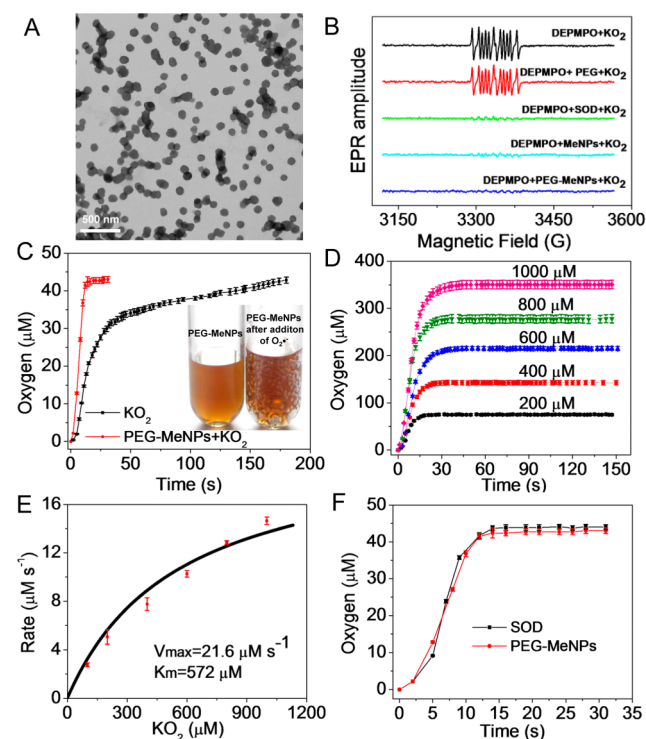 A
500 nm
B
EPR amplitude
DEPMPO+KO2
DEPMPO+ PEG+KO2
DEPMPO+SOD+KO2
DEPMPO+MeNPs+KO2
DEPMPO+PEG-MeNPs+KO2
3150 3300 3450 3600
Magnetic Field (G)
C
Oxygen (μM)
50
40
30
20
10
0
PEG-MeNPs
PEG-MeNPs
after additon
of O2•-
KO2
PEG-MeNPs+KO2
0 50 100 150 200
Time (s)
D
Oxygen (μM)
400
300
200
100
0
1000 μM
800 μM
600 μM
400 μM
200 μM
0 30 60 90 120 150
Time (s)
E
Rate (μM s-1)
16
12
8
4
0
Vmax=21.6 μM s-1
Km=572 μM
0 300 600 900 1200
KO2 (μM)
F
Oxygen (μM)
50
40
30
20
10
0
SOD
PEG-MeNPs
0 5 10 15 20 25 30 35
Time (s)